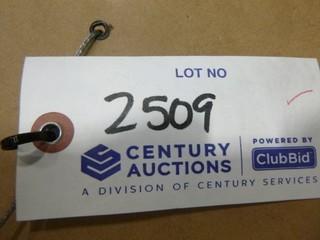 LOT NO
2509
CENTURY
AUCTIONS
POWERED BY
ClubBid
A DIVISION OF CENTURY SERVICES